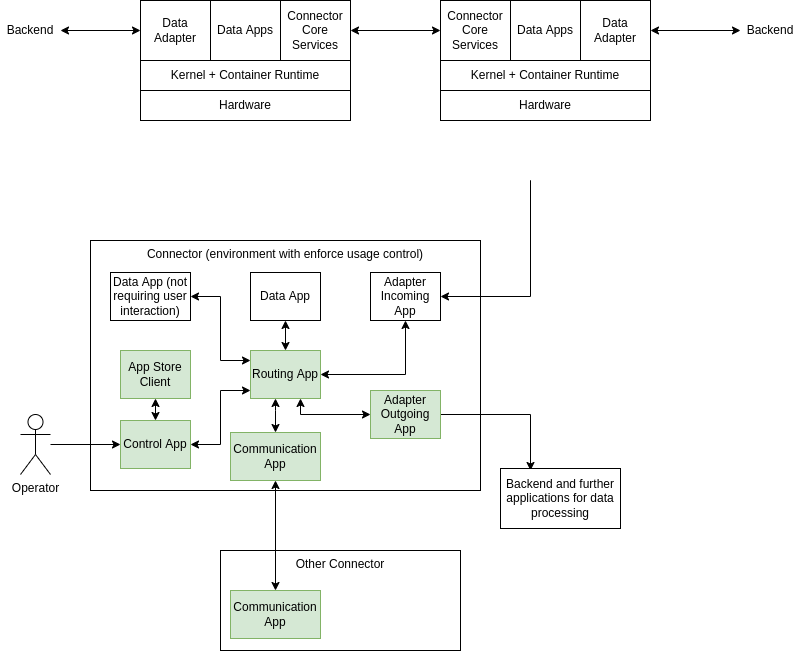 Backend
Data
Adapter
Data Apps
Connector
Core
Services
Connector
Core
Services
Data Apps
Data
Adapter
Backend
Kernel + Container Runtime
Kernel + Container Runtime
Hardware
Hardware
Connector (environment with enforce usage control)
Data App (not
requiring user
interaction)
Data App
Adapter
Incoming
App
App Store
Client
Routing App
Adapter
Outgoing
App
Control App
Communication
App
Operator
Backend and further
applications for data
processing
Other Connector
Communication
App